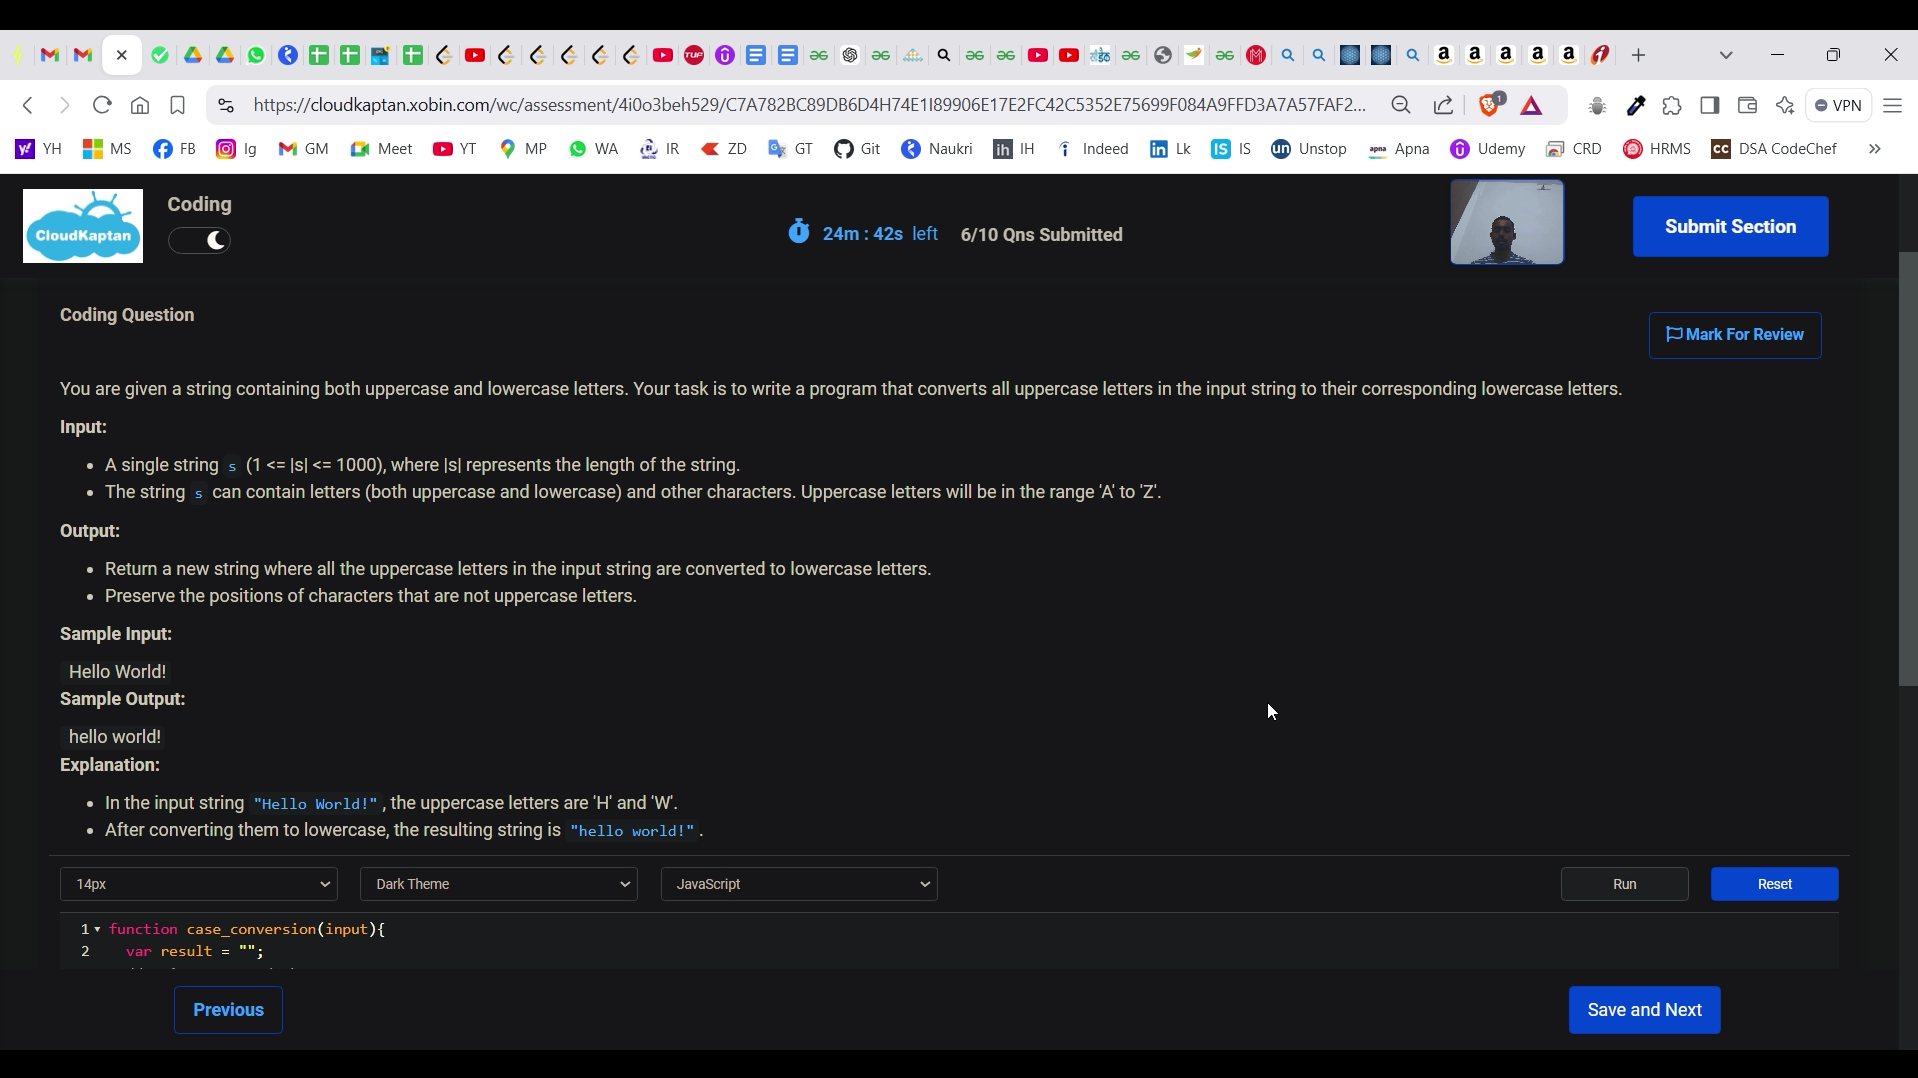 https://cloudkaptan.xobin.com/wc/assessment/4i0o3beh529/C7A782BC89DB6D4H74E1I89906E17E2FC42C5352E75699F084A9FFD3A7A57FAF2...
1
VPN
YH MS FB Ig GM Meet YT MP WA IR ZD GT Git Naukri IH Indeed Lk IS Unstop Apna Udemy CRD HRMS DSA CodeChef
CloudKaptan
Coding
24m : 42s left 6/10 Qns Submitted
Submit Section
Coding Question
Mark For Review
You are given a string containing both uppercase and lowercase letters. Your task is to write a program that converts all uppercase letters in the input string to their corresponding lowercase letters.
Input:
• A single string s (1 <= |s| <= 1000), where |s| represents the length of the string.
• The string s can contain letters (both uppercase and lowercase) and other characters. Uppercase letters will be in the range 'A' to 'Z'.
Output:
• Return a new string where all the uppercase letters in the input string are converted to lowercase letters.
• Preserve the positions of characters that are not uppercase letters.
Sample Input:
Hello World!
Sample Output:
hello world!
Explanation:
• In the input string "Hello World!", the uppercase letters are 'H' and 'W'.
• After converting them to lowercase, the resulting string is "hello world!".
14px Dark Theme JavaScript Run Reset
1 function case_conversion(input){
2 var result = "";
Previous Save and Next